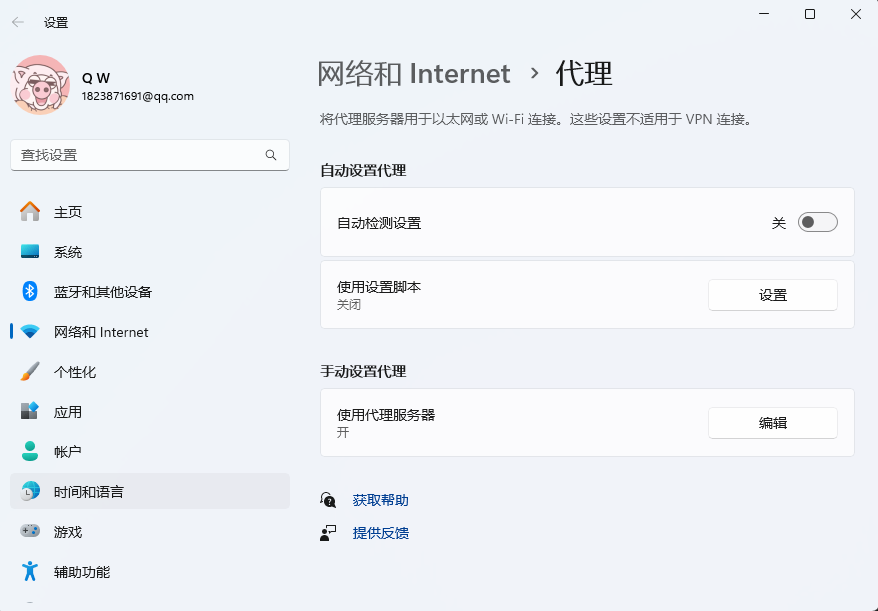 设置
Q W
1823871691@qq.com
查找设置
主页
系统
蓝牙和其他设备
网络和 Internet
个性化
应用
帐户
时间和语言
游戏
辅助功能
网络和 Internet › 代理
将代理服务器用于以太网或 Wi-Fi 连接。这些设置不适用于 VPN 连接。
自动设置代理
自动检测设置
关
使用设置脚本
关闭
设置
手动设置代理
使用代理服务器
开
编辑
获取帮助
提供反馈